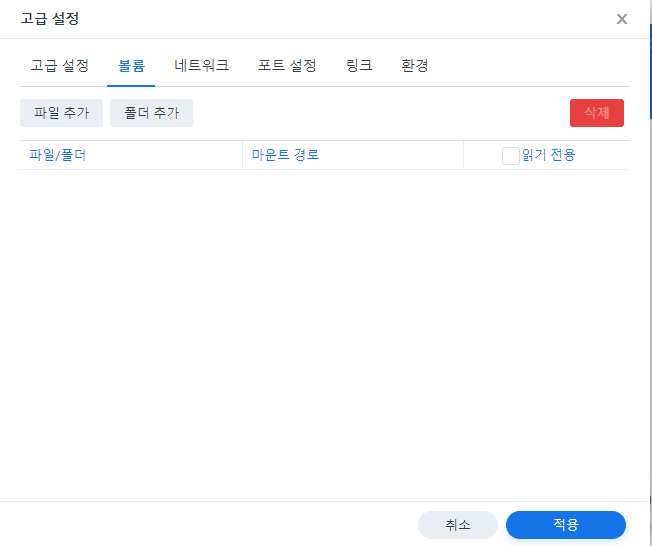 고급 설정
고급 설정 볼륨 네트워크 포트 설정 링크 환경
파일 추가 폴더 추가 삭제
파일/폴더 마운트 경로 읽기 전용
취소 적용